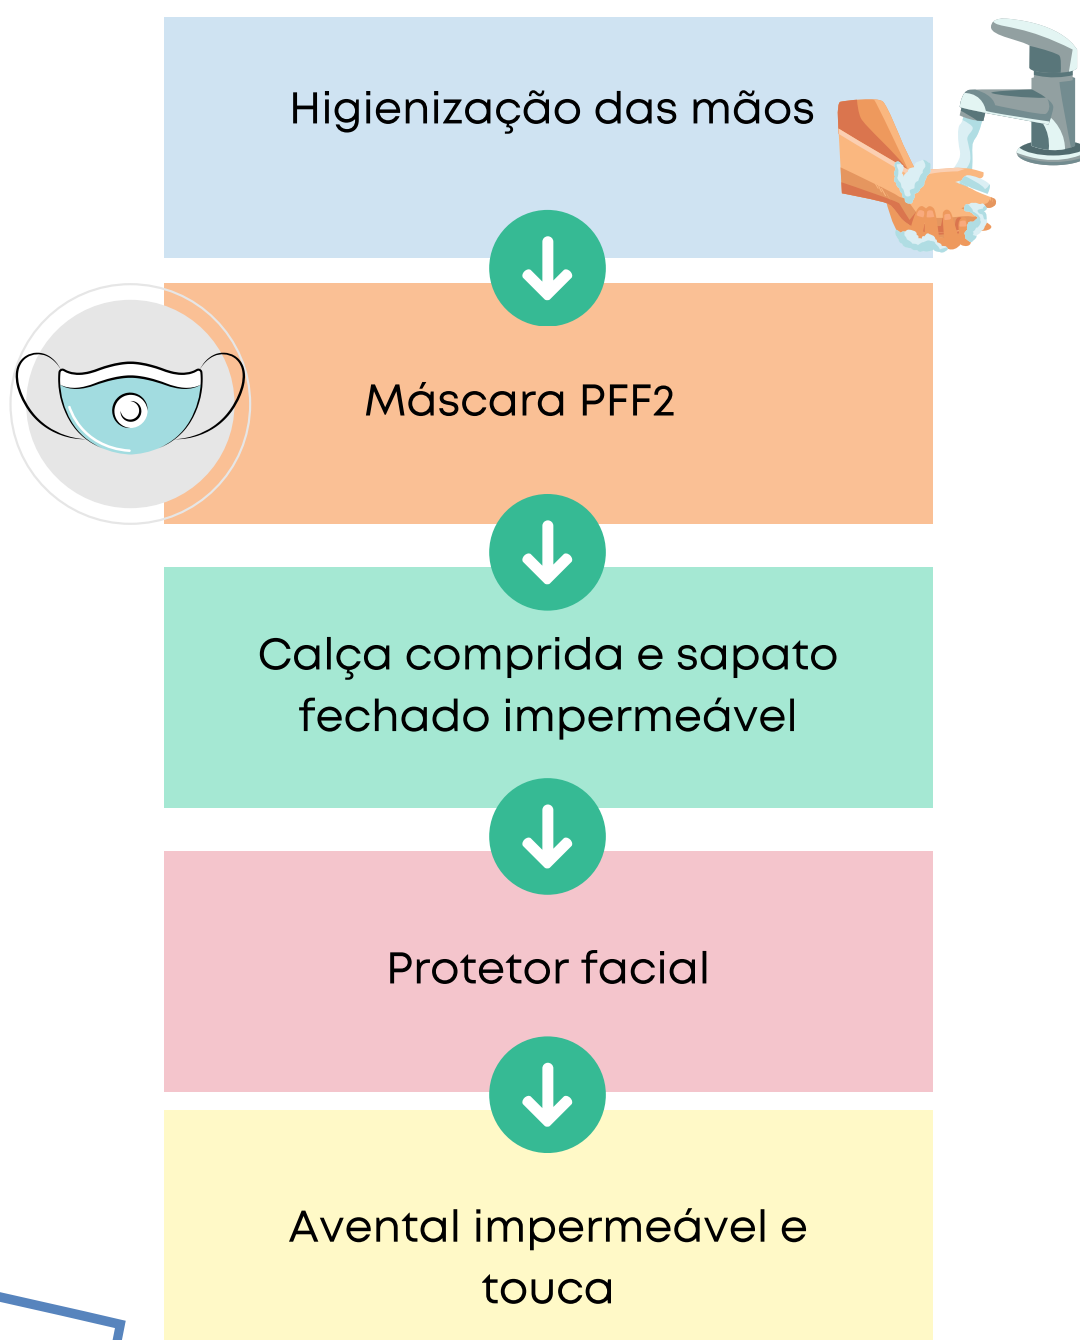 Higienização das mãos
Máscara PFF2
Calça comprida e sapato
fechado impermeável
Protetor facial
Avental impermeável e
touca